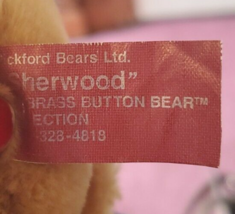 ckford Bears Ltd.
herwood"
BRASS BUTTON BEAR™
ECTION
-328-4818